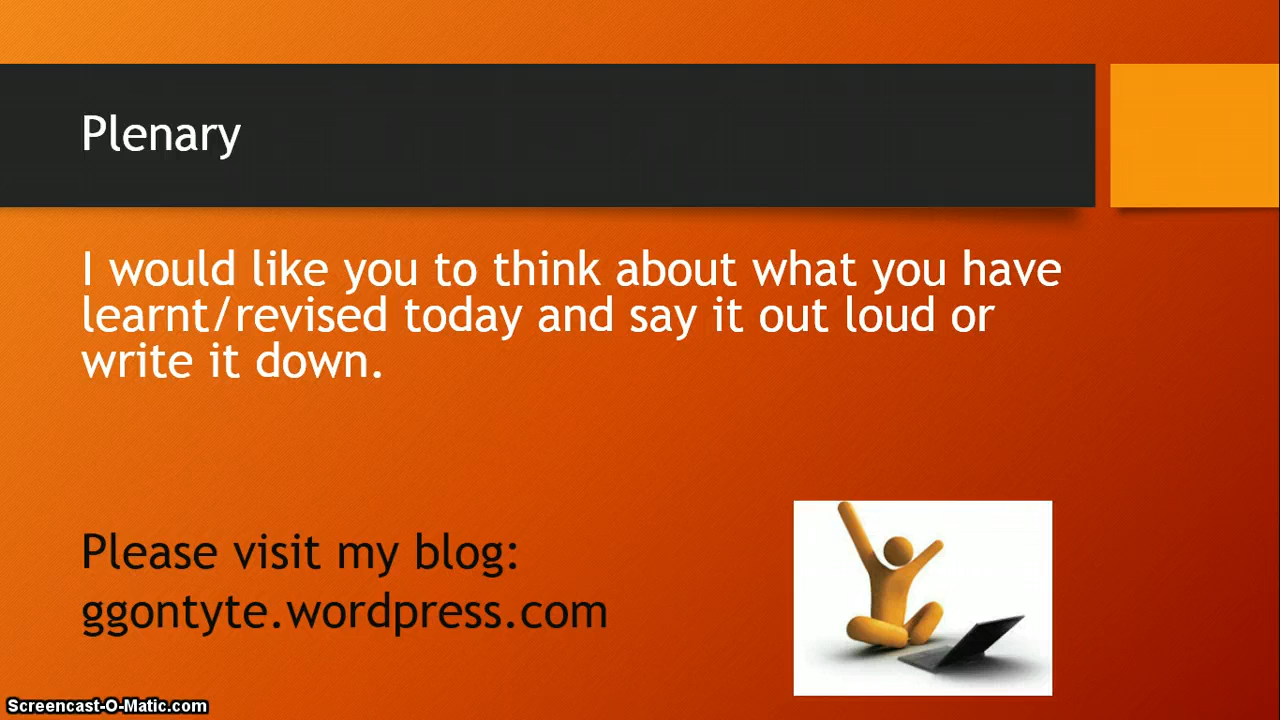 Plenary
I would like you to think about what you have
learnt/revised today and say it out loud or
write it down.
Please visit my blog:
ggontyte.wordpress.com
Screencast-O-Matic.com